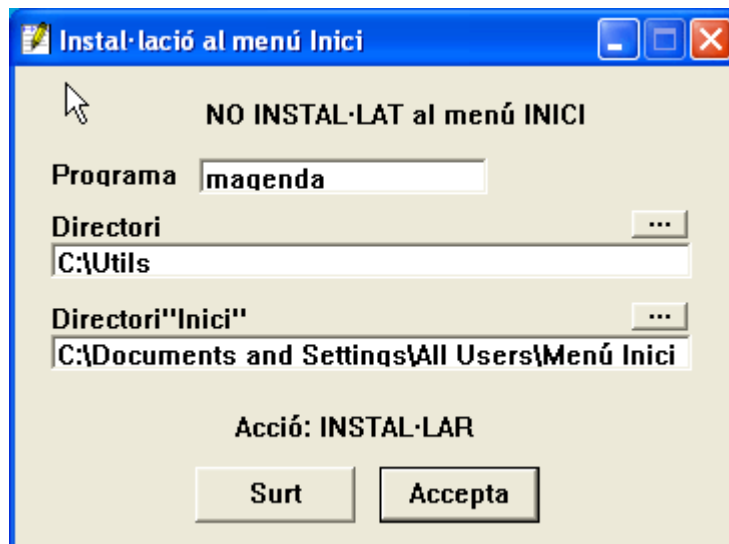 Instal·lació al menú Inici
NO INSTAL·LAT al menú INICI
Programa magenda
Directori ...
C:\Utils
Directori"Inici" ...
C:\Documents and Settings\All Users\Menú Inici
Acció: INSTAL·LAR
Surt Accepta